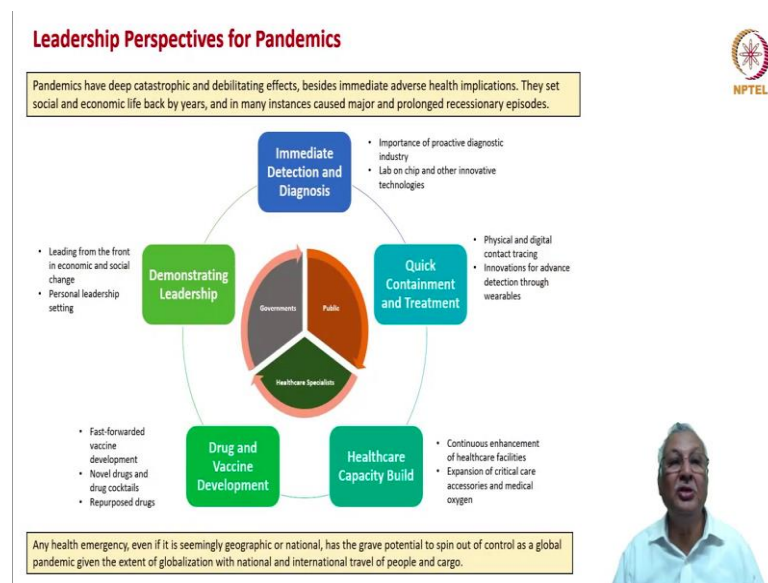 Leadership Perspectives for Pandemics
NPTEL
Pandemics have deep catastrophic and debilitating effects, besides immediate adverse health implications. They set
social and economic life back by years, and in many instances caused major and prolonged recessionary episodes.
Immediate
Detection and
Diagnosis
• Importance of proactive diagnostic
industry
• Lab on chip and other innovative
technologies
• Leading from the front
in economic and social
change
• Personal leadership
setting
Demonstrating
Leadership
Governments
Public
Healthcare Specialists
Quick
Containment
and Treatment
• Physical and digital
contact tracing
• Innovations for advance
detection through
wearables
• Fast-forwarded
vaccine
development
• Novel drugs and
drug cocktails
• Repurposed drugs
Drug and
Vaccine
Development
Healthcare
Capacity Build
• Continuous enhancement
of healthcare facilities
• Expansion of critical care
accessories and medical
oxygen
Any health emergency, even if it is seemingly geographic or national, has the grave potential to spin out of control as a global
pandemic given the extent of globalization with national and international travel of people and cargo.